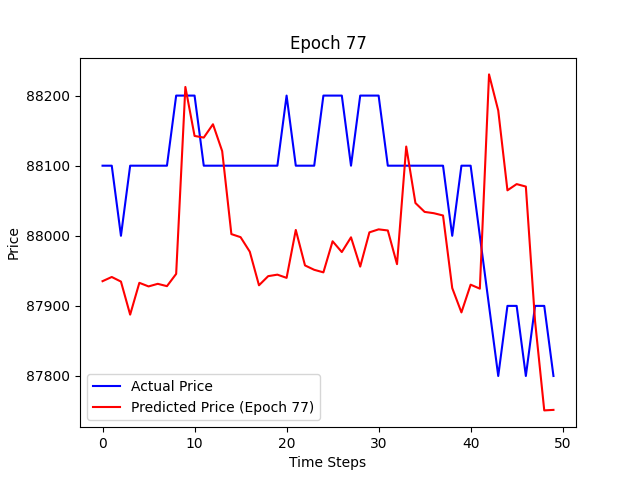 Epoch 77
88200
88100
88000
87900
87800
Price
Actual Price
Predicted Price (Epoch 77)
0 10 20 30 40 50
Time Steps